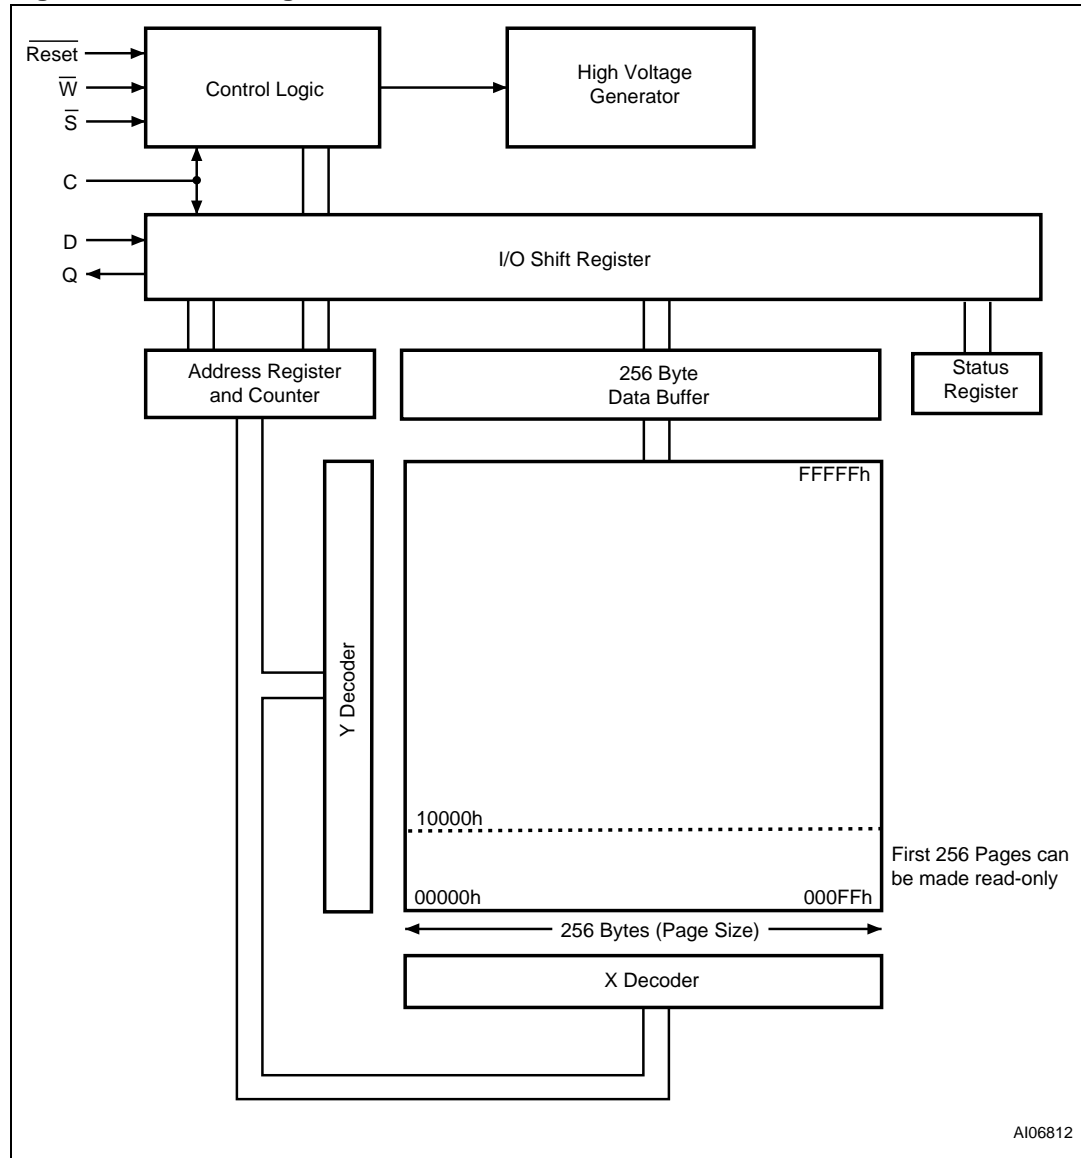 Reset
W
S
C
D
Q
Control Logic
High Voltage
Generator
I/O Shift Register
Address Register
and Counter
256 Byte
Data Buffer
Status
Register
Y Decoder
FFFFFh
10000h
00000h
000FFh
First 256 Pages can
be made read-only
256 Bytes (Page Size)
X Decoder
AI06812